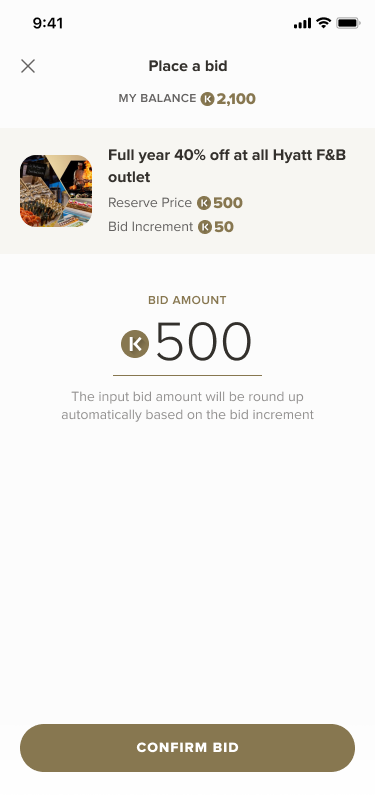 9:41
Place a bid
MY BALANCE K 2,100
Full year 40% off at all Hyatt F&B
outlet
Reserve Price K 500
Bid Increment K 50
BID AMOUNT
K 500
The input bid amount will be round up
automatically based on the bid increment
CONFIRM BID